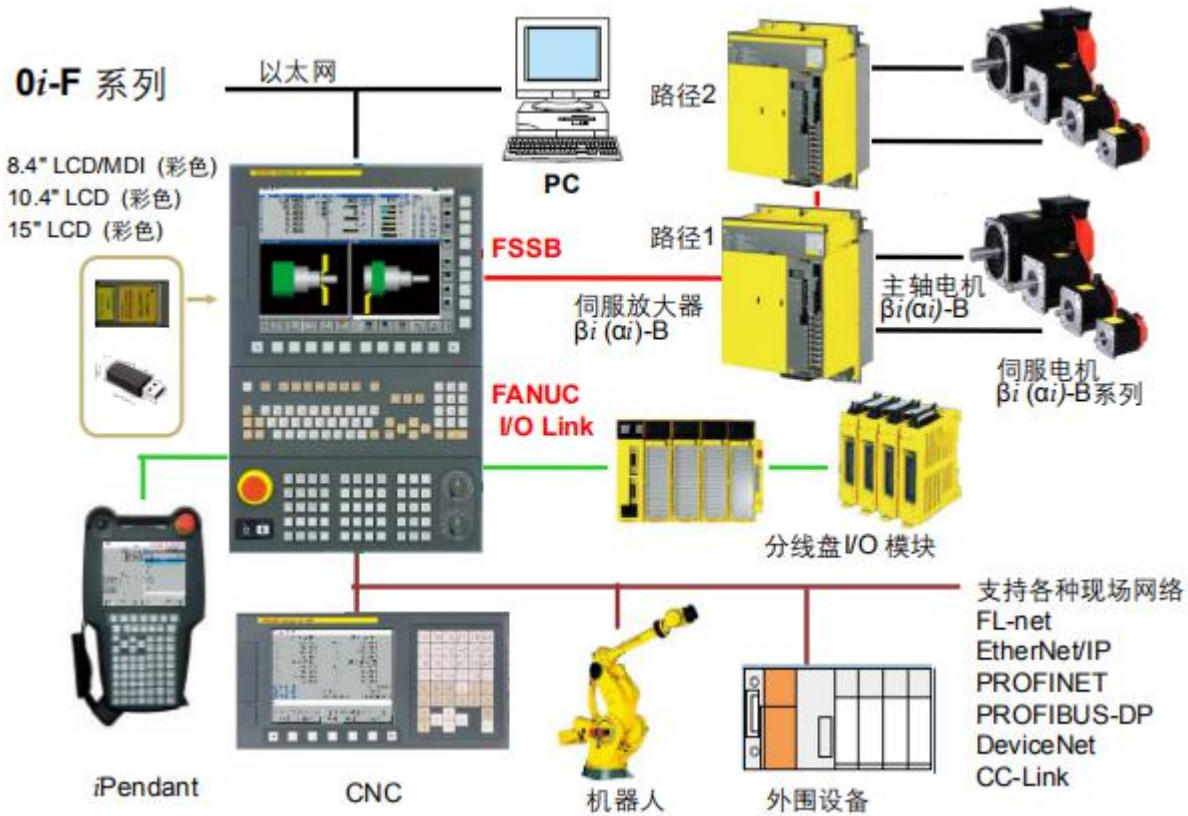 0i-F 系列
以太网
PC
路径2
8.4" LCD/MDI (彩色)
10.4" LCD (彩色)
15" LCD (彩色)
FSSB
路径1
伺服放大器
βi (αi)-B
主轴电机
βi(αi)-B
伺服电机
βi (αi)-B系列
FANUC
I/O Link
分线盘I/O 模块
支持各种现场网络
FL-net
EtherNet/IP
PROFINET
PROFIBUS-DP
DeviceNet
CC-Link
iPendant
CNC
机器人
外围设备